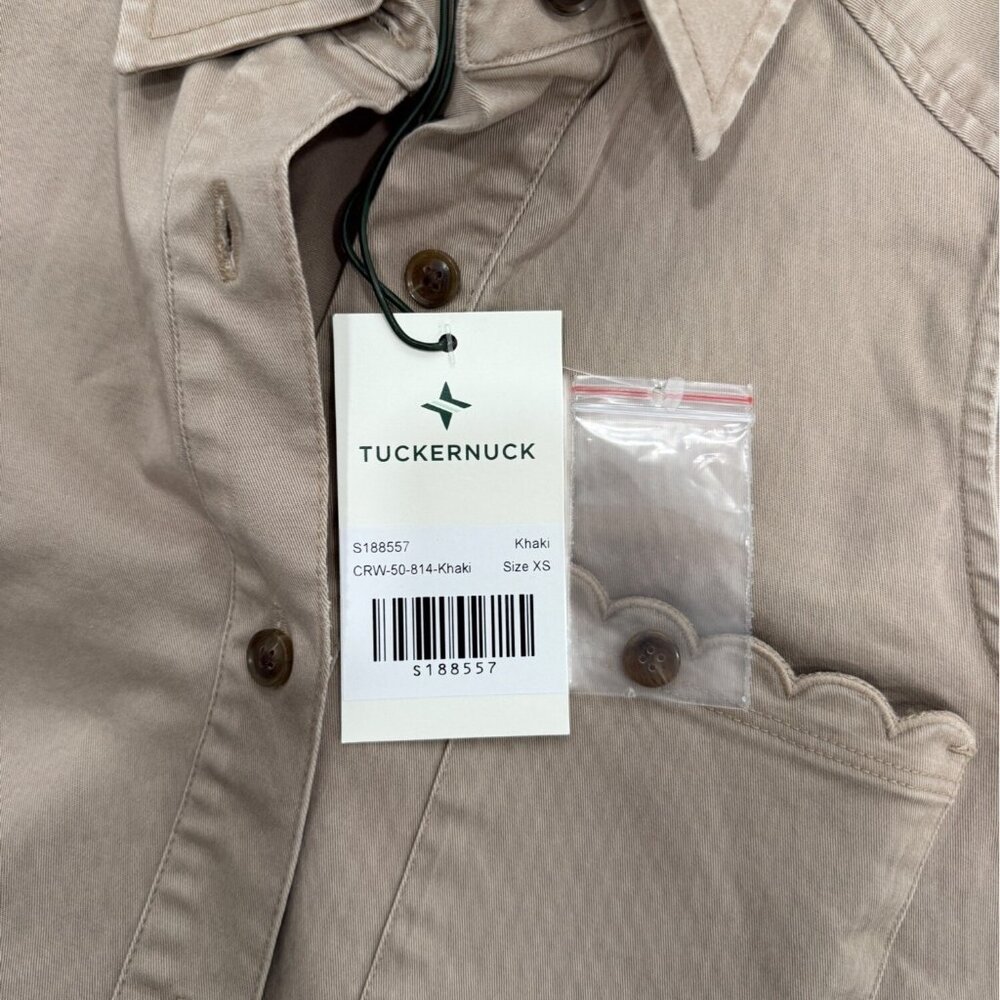 TUCKERNUCK
S188557 Khaki
CRW-50-814-Khaki Size XS
S188557